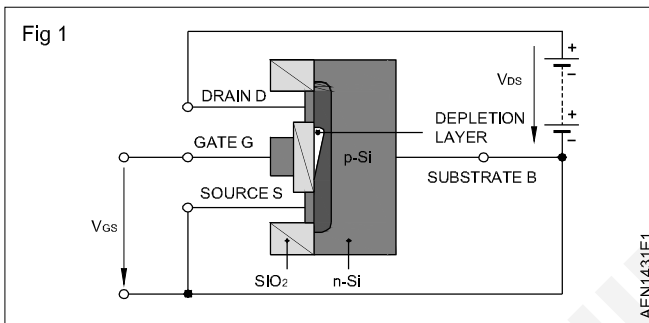 Fig 1
+
VDS
−
DRAIN D
+
DEPLETION
LAYER
−
GATE G
p-Si
SUBSTRATE B
SOURCE S
VGS
SIO₂
n-Si
AEN1431F1